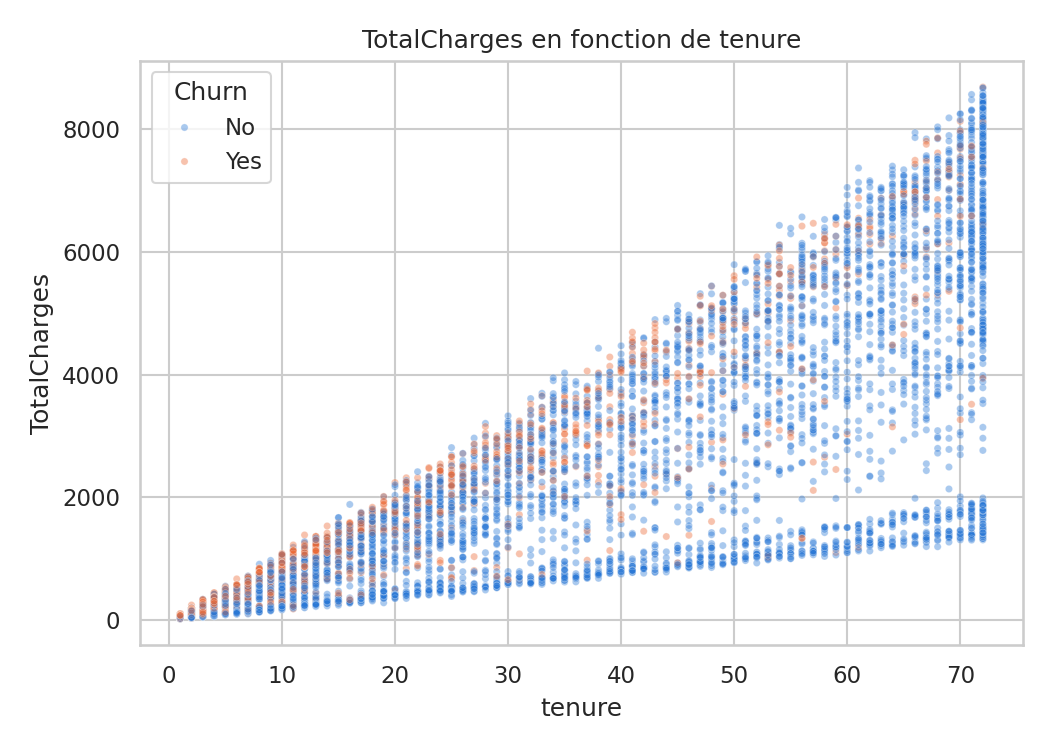 TotalCharges en fonction de tenure
Churn
No
Yes
8000
6000
4000
2000
0
TotalCharges
0 10 20 30 40 50 60 70
tenure